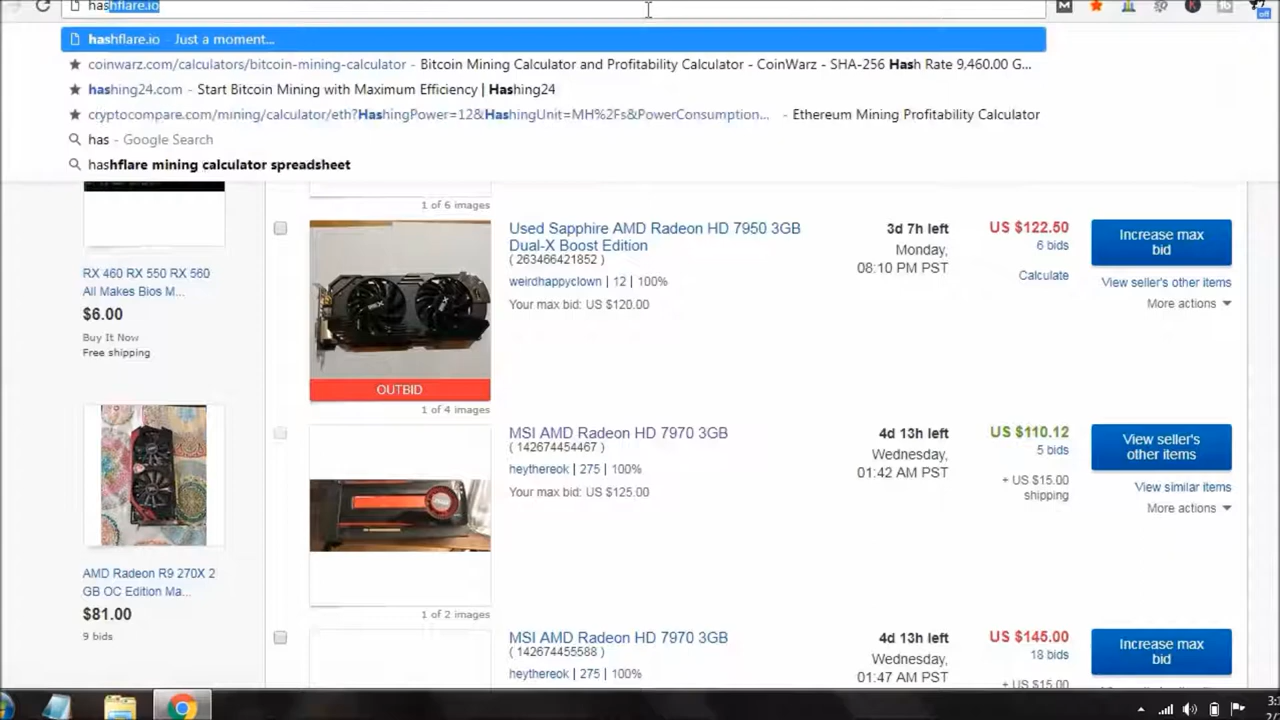 hashflare.io
hashflare.io - Just a moment...
coinwarz.com/calculators/bitcoin-mining-calculator - Bitcoin Mining Calculator and Profitability Calculator - CoinWarz - SHA-256 Hash Rate 9,460.00 G...
hashing24.com - Start Bitcoin Mining with Maximum Efficiency | Hashing24
cryptocompare.com/mining/calculator/eth?HashingPower=12&HashingUnit=MH%2Fs&PowerConsumption... - Ethereum Mining Profitability Calculator
has - Google Search
hashflare mining calculator spreadsheet
RX 460 RX 550 RX 560
All Makes Bios M...
$6.00
Buy It Now
Free shipping
AMD Radeon R9 270X 2
GB OC Edition Ma...
$81.00
9 bids
1 of 6 images
OUTBID
1 of 4 images
Used Sapphire AMD Radeon HD 7950 3GB
Dual-X Boost Edition
( 263466421852 )
weirdhappyclown | 12 | 100%
Your max bid: US $120.00
3d 7h left
Monday,
08:10 PM PST
US $122.50
6 bids
Calculate
Increase max
bid
View seller's other items
More actions
MSI AMD Radeon HD 7970 3GB
( 142674454467 )
heythereok | 275 | 100%
Your max bid: US $125.00
4d 13h left
Wednesday,
01:42 AM PST
US $110.12
5 bids
+ US $15.00
shipping
View seller's
other items
View similar items
More actions
1 of 2 images
MSI AMD Radeon HD 7970 3GB
( 142674455588 )
heythereok | 275 | 100%
4d 13h left
Wednesday,
01:47 AM PST
US $145.00
18 bids
+ US $15.00
Increase max
bid